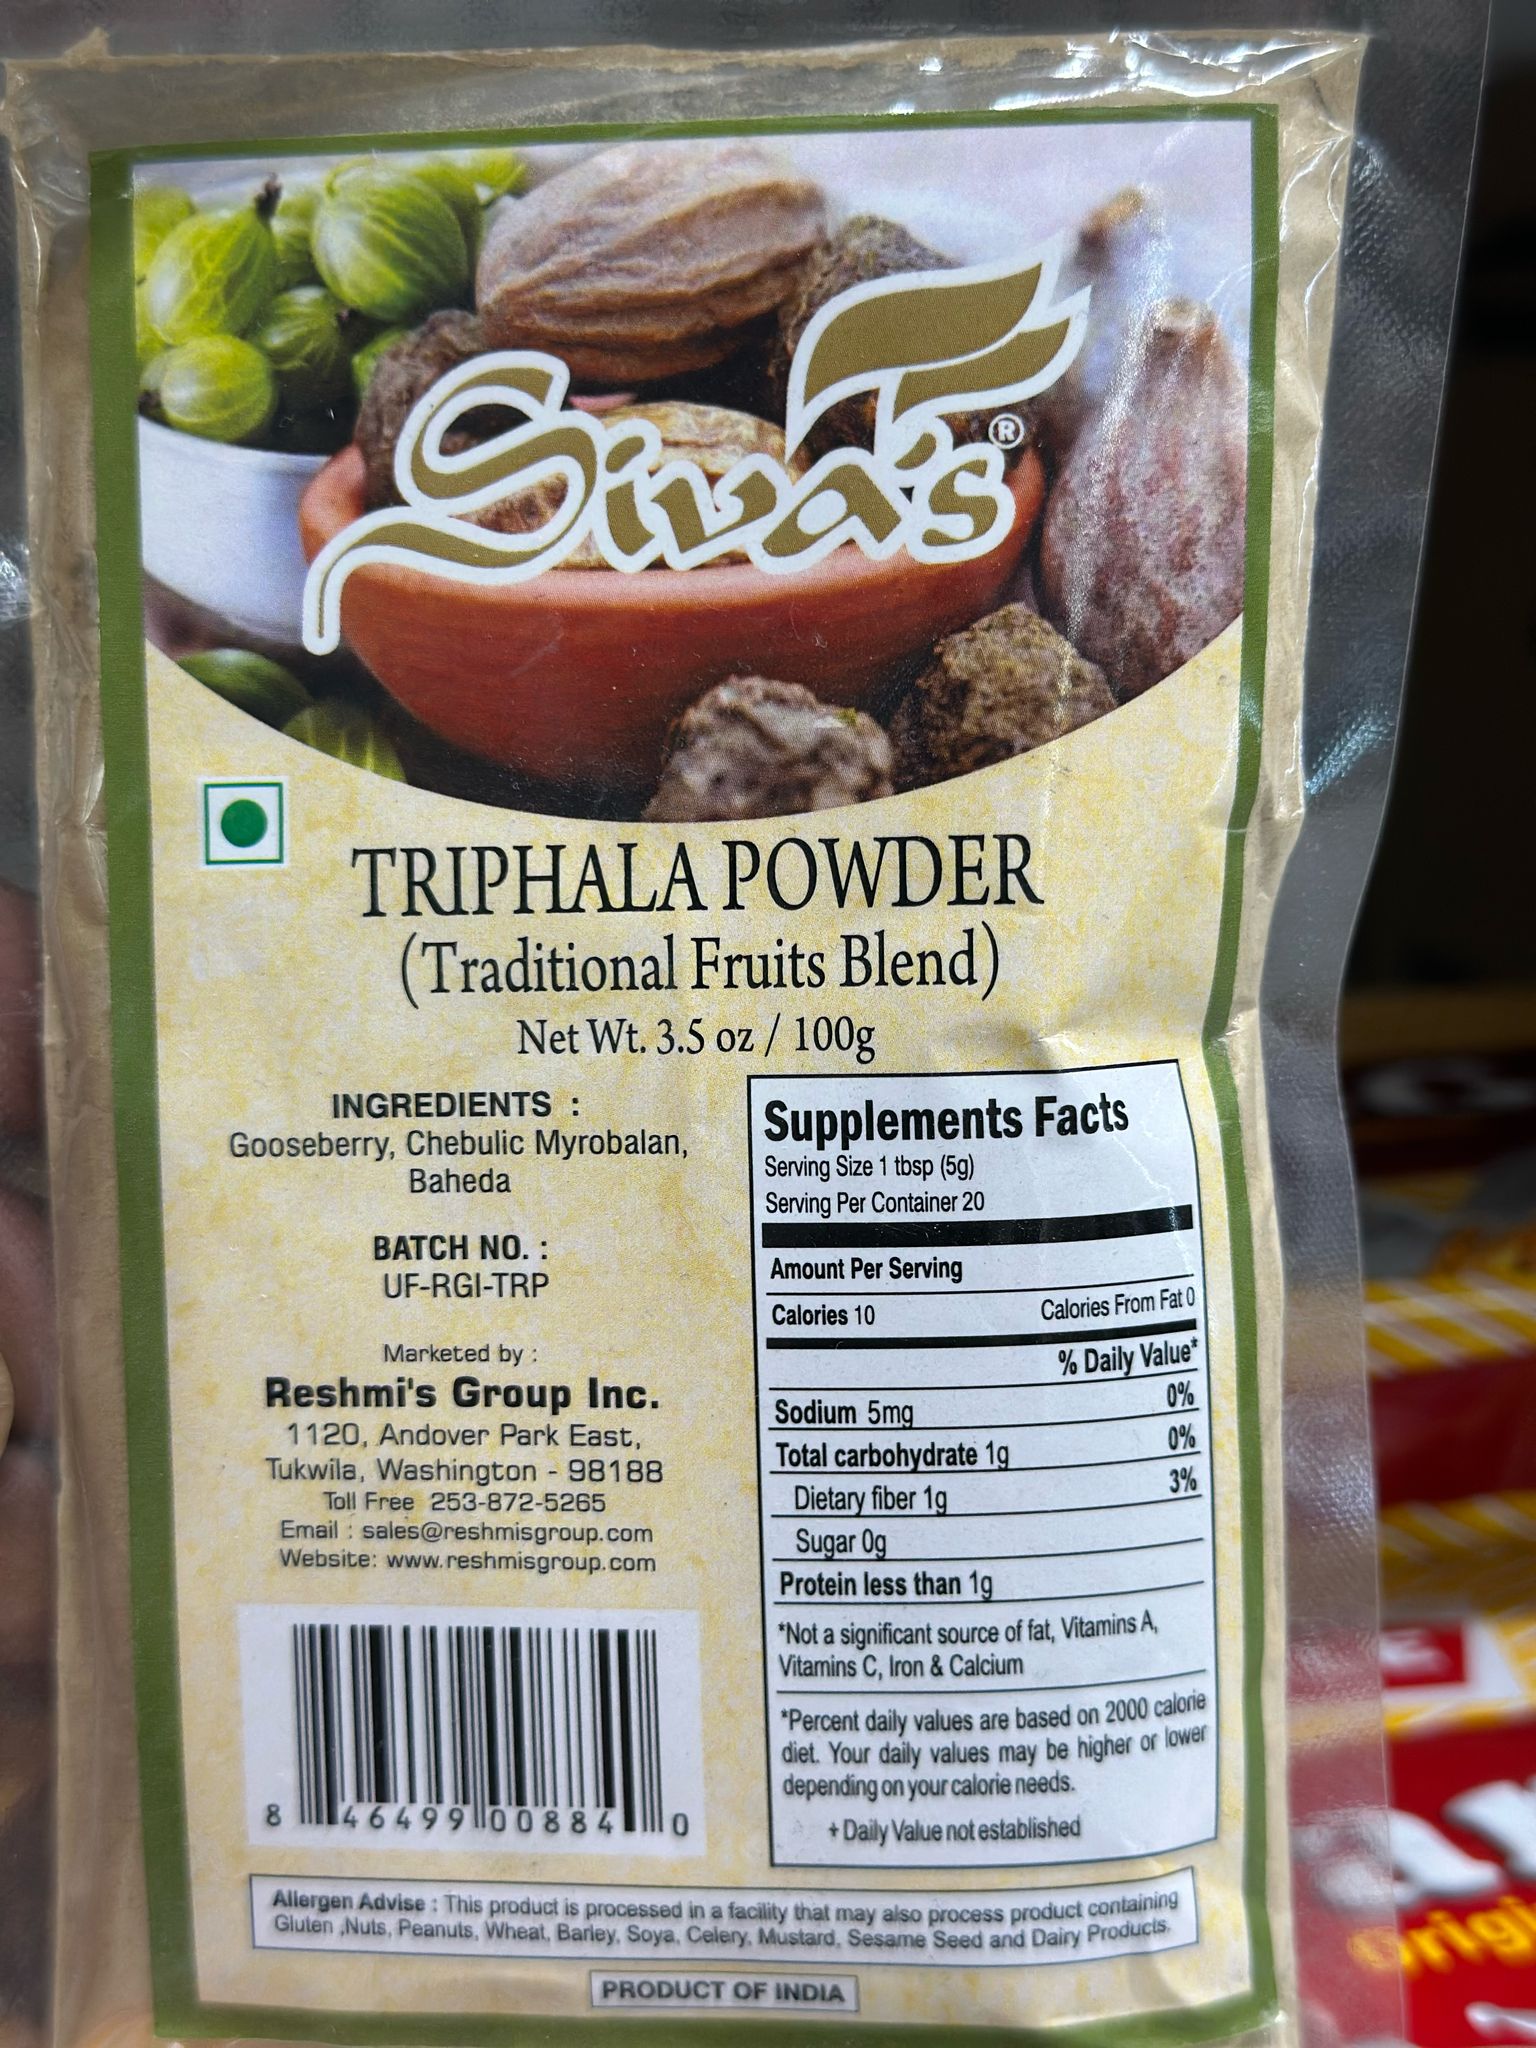 Siva's®
TRIPHALA POWDER
(Traditional Fruits Blend)
Net Wt. 3.5 oz / 100g
INGREDIENTS :
Gooseberry, Chebulic Myrobalan,
Baheda
BATCH NO. :
UF-RGI-TRP
Marketed by :
Reshmi's Group Inc.
1120, Andover Park East,
Tukwila, Washington - 98188
Toll Free 253-872-5265
Email : sales@reshmisgroup.com
Website: www.reshmisgroup.com
8 46499 00884 0
Supplements Facts
Serving Size 1 tbsp (5g)
Serving Per Container 20
Amount Per Serving
Calories 10 Calories From Fat 0
% Daily Value*
Sodium 5mg 0%
Total carbohydrate 1g 0%
Dietary fiber 1g 3%
Sugar 0g
Protein less than 1g
*Not a significant source of fat, Vitamins A,
Vitamins C, Iron & Calcium
*Percent daily values are based on 2000 calorie
diet. Your daily values may be higher or lower
depending on your calorie needs.
+ Daily Value not established
Allergen Advise : This product is processed in a facility that may also process product containing
Gluten ,Nuts, Peanuts, Wheat, Barley, Soya, Celery, Mustard, Sesame Seed and Dairy Products.
PRODUCT OF INDIA